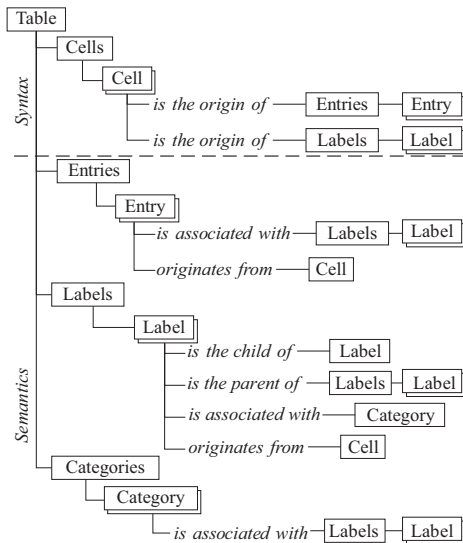 Table
Cells
Cell
is the origin of Entries Entry
is the origin of Labels Label
Syntax
Entries
Entry
is associated with Labels Label
originates from Cell
Labels
Label
is the child of Label
is the parent of Labels Label
is associated with Category
originates from Cell
Semantics
Categories
Category
is associated with Labels Label